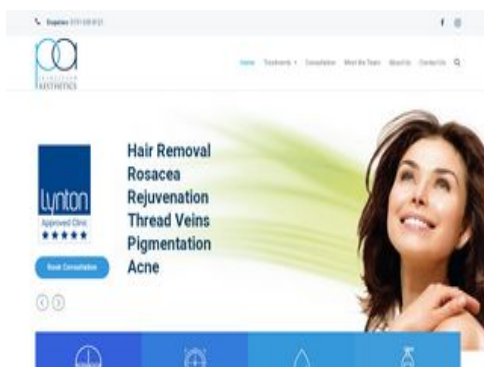 Enquiries
Home Treatments Consultation Meet the Team About Us Contact Us
AESTHETICS
Lynton
Approved Clinic
Book Consultation
Hair Removal
Rosacea
Rejuvenation
Thread Veins
Pigmentation
Acne